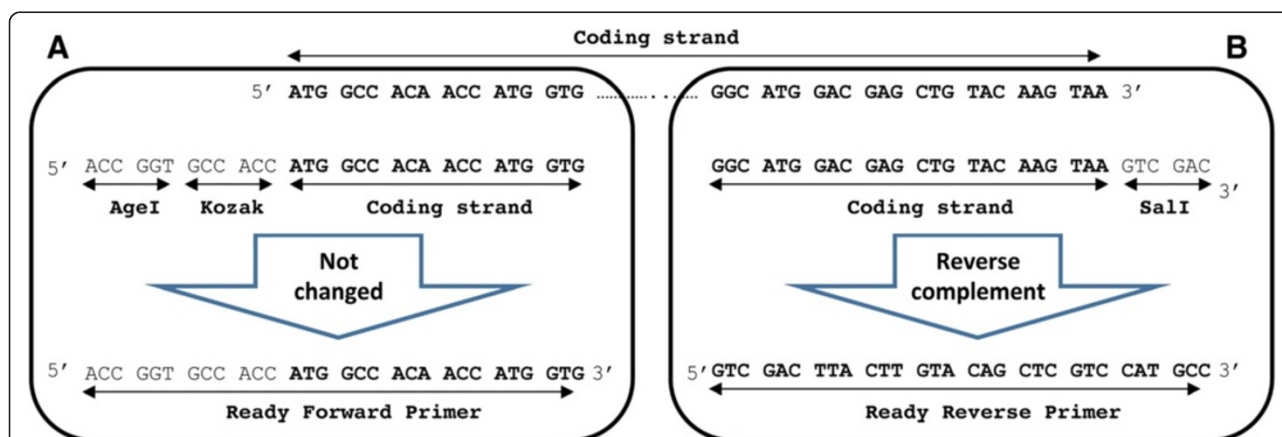 A
Coding strand
B
5′ ATG GCC ACA ACC ATG GTG ................ GGC ATG GAC GAG CTG TAC AAG TAA 3′
5′ ACC GGT GCC ACC ATG GCC ACA ACC ATG GTG
GGC ATG GAC GAG CTG TAC AAG TAA GTC GAC 3′
AgeI Kozak Coding strand
Coding strand SalI
Not
changed
Reverse
complement
5′ ACC GGT GCC ACC ATG GCC ACA ACC ATG GTG 3′
5′ GTC GAC TTA CTT GTA CAG CTC GTC CAT GCC 3′
Ready Forward Primer
Ready Reverse Primer